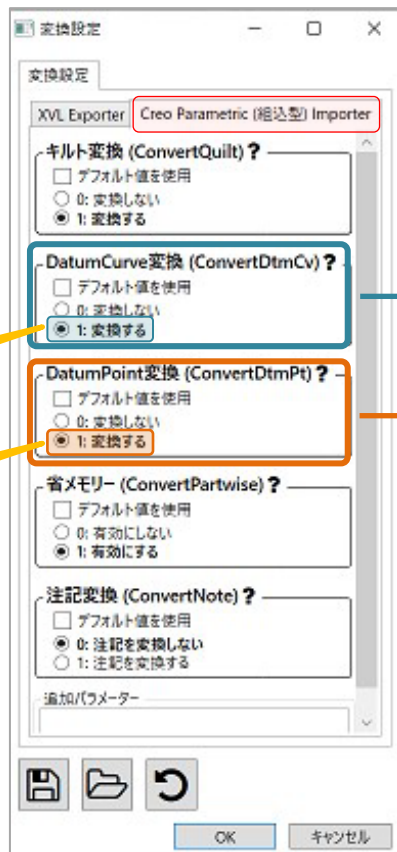 変換設定
変換設定
XVL Exporter
Creo Parametric (組込型) Importer
キルト変換 (ConvertQuilt) ?
デフォルト値を使用
0: 変換しない
1: 変換する
DatumCurve変換 (ConvertDtmCv) ?
デフォルト値を使用
0: 変換しない
1: 変換する
DatumPoint変換 (ConvertDtmPt) ?
デフォルト値を使用
0: 変換しない
1: 変換する
省メモリー (ConvertPartwise) ?
デフォルト値を使用
0: 有効にしない
1: 有効にする
注記変換 (ConvertNote) ?
デフォルト値を使用
0: 注記を変換しない
1: 注記を変換する
追加パラメーター
OK
キャンセル